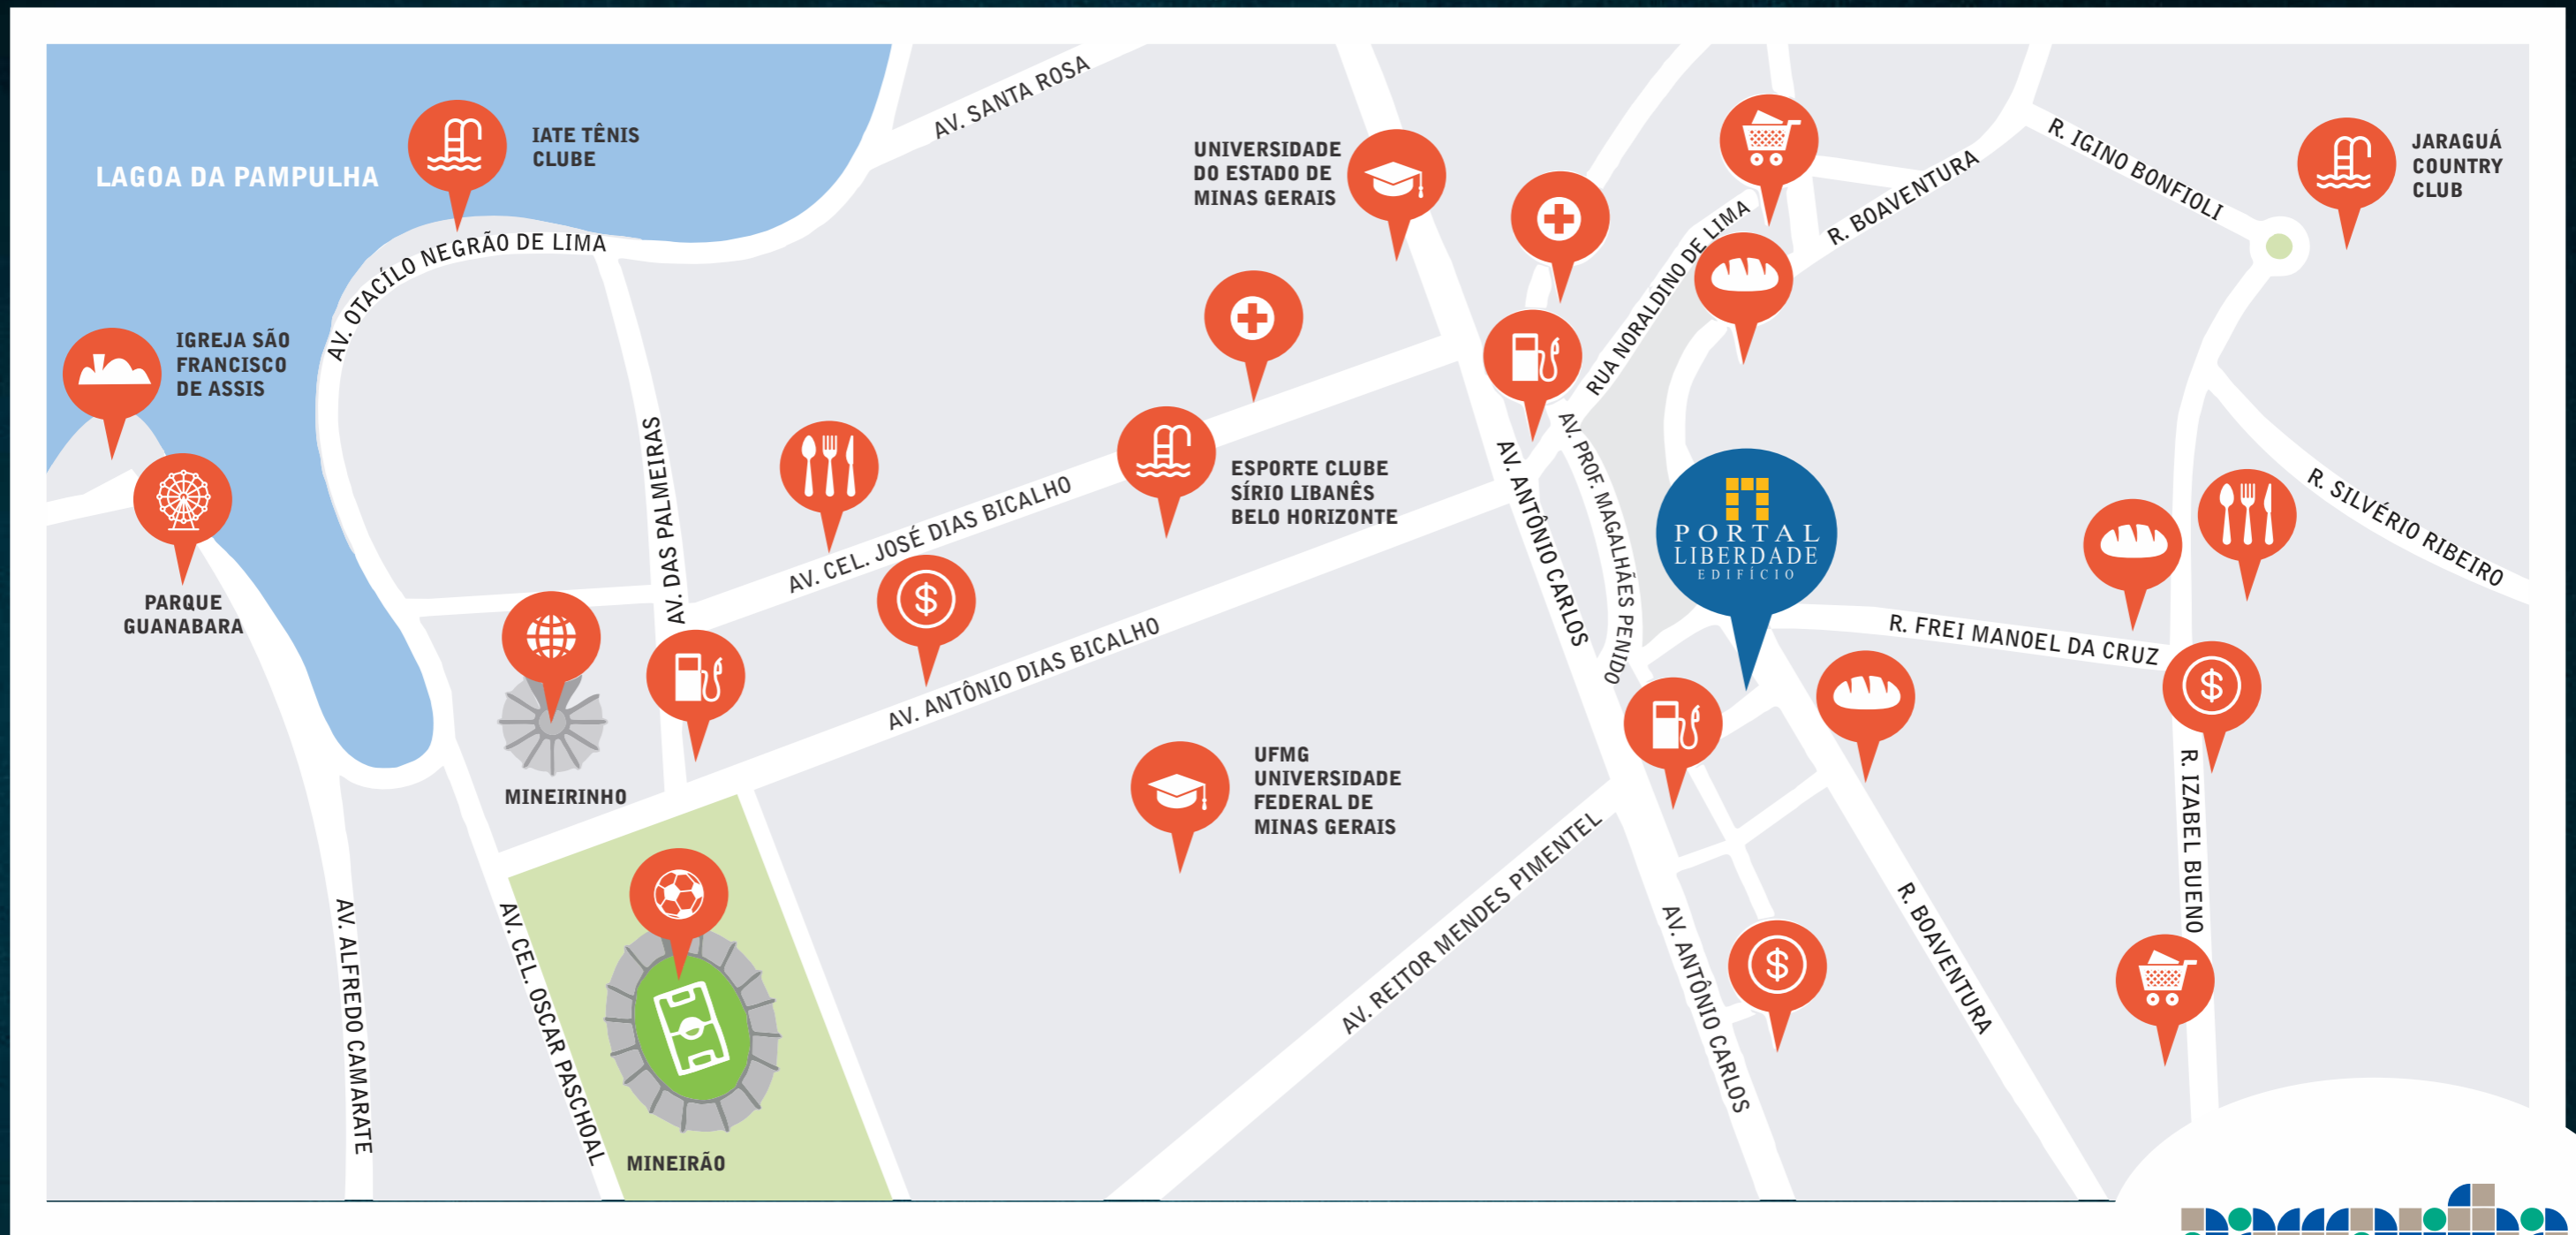 AV. SANTA ROSA
IATE TÊNIS
CLUBE
LAGOA DA PAMPULHA
AV. OTACÍLO NEGRÃO DE LIMA
IGREJA SÃO
FRANCISCO
DE ASSIS
PARQUE
GUANABARA
AV. DAS PALMEIRAS
MINEIRINHO
AV. ALFREDO CAMARATE
AV. CEL. OSCAR PASCHOAL
MINEIRÃO
AV. CEL. JOSÉ DIAS BICALHO
$
AV. ANTÔNIO DIAS BICALHO
UNIVERSIDADE
DO ESTADO DE
MINAS GERAIS
ESPORTE CLUBE
SÍRIO LIBANÊS
BELO HORIZONTE
UFMG
UNIVERSIDADE
FEDERAL DE
MINAS GERAIS
AV. REITOR MENDES PIMENTEL
AV. ANTÔNIO CARLOS
AV. PROF. MAGALHÃES PENIDO
RUA NORALDINO DE LIMA
R. BOAVENTURA
R. IGINO BONFIOLI
JARAGUÁ
COUNTRY
CLUB
PORTAL
LIBERDADE
EDIFÍCIO
R. SILVÉRIO RIBEIRO
R. FREI MANOEL DA CRUZ
$
R. IZABEL BUENO
R. BOAVENTURA
$
AV. ANTÔNIO CARLOS